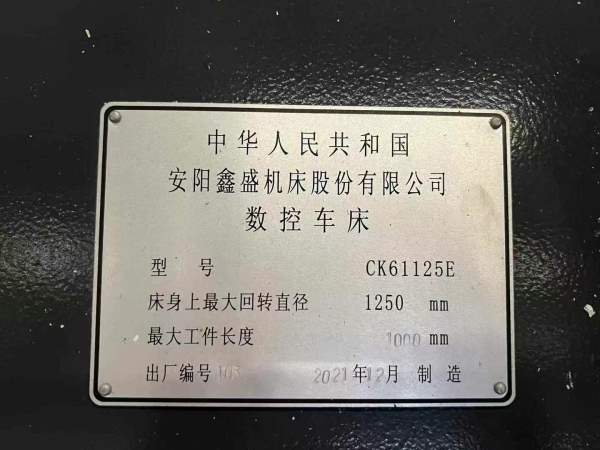 中华人民共和国
安阳鑫盛机床股份有限公司
数控车床
型 号 CK61125E
床身上最大回转直径 1250 mm
最大工件长度 1000 mm
出厂编号 2021年12月 制造